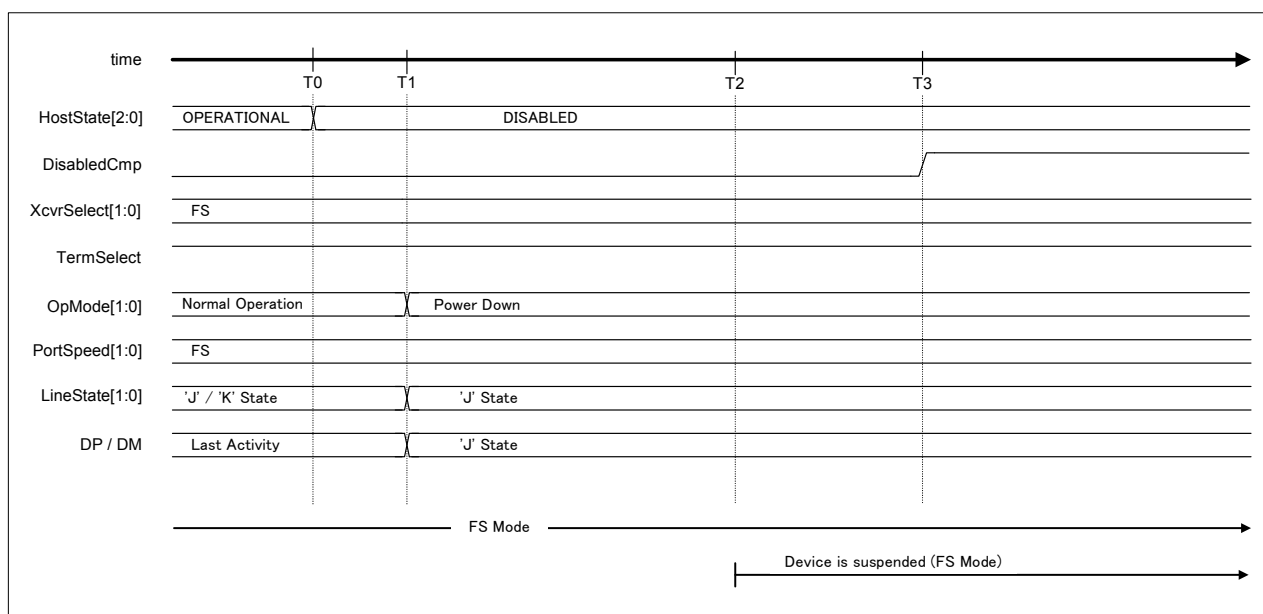 time
T0 T1 T2 T3
HostState[2:0] OPERATIONAL DISABLED
DisabledCmp
XcvrSelect[1:0] FS
TermSelect
OpMode[1:0] Normal Operation Power Down
PortSpeed[1:0] FS
LineState[1:0] 'J' / 'K' State 'J' State
DP / DM Last Activity 'J' State
FS Mode
Device is suspended (FS Mode)